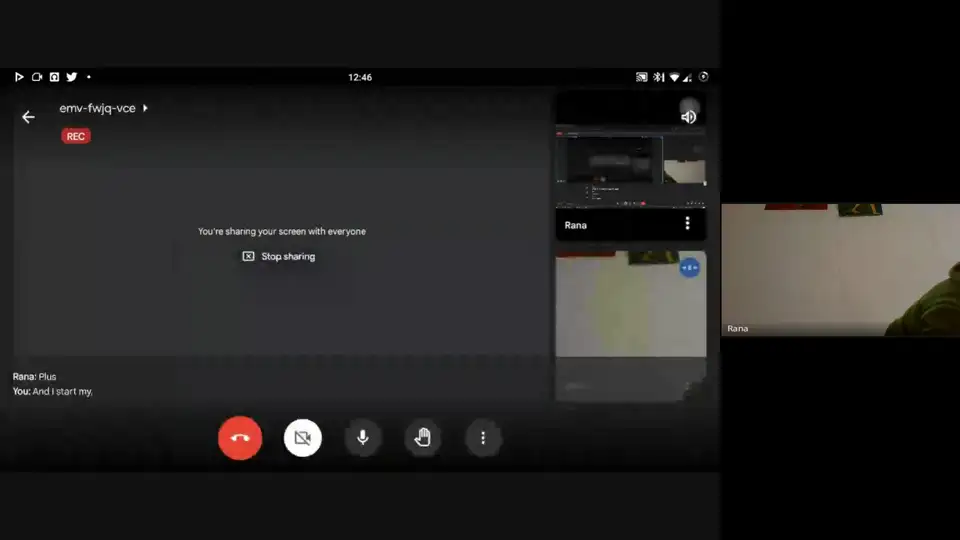 12:46
emv-fwjq-vce
REC
You're sharing your screen with everyone
Stop sharing
Rana
Rana: Plus
You: And I start my,
Rana